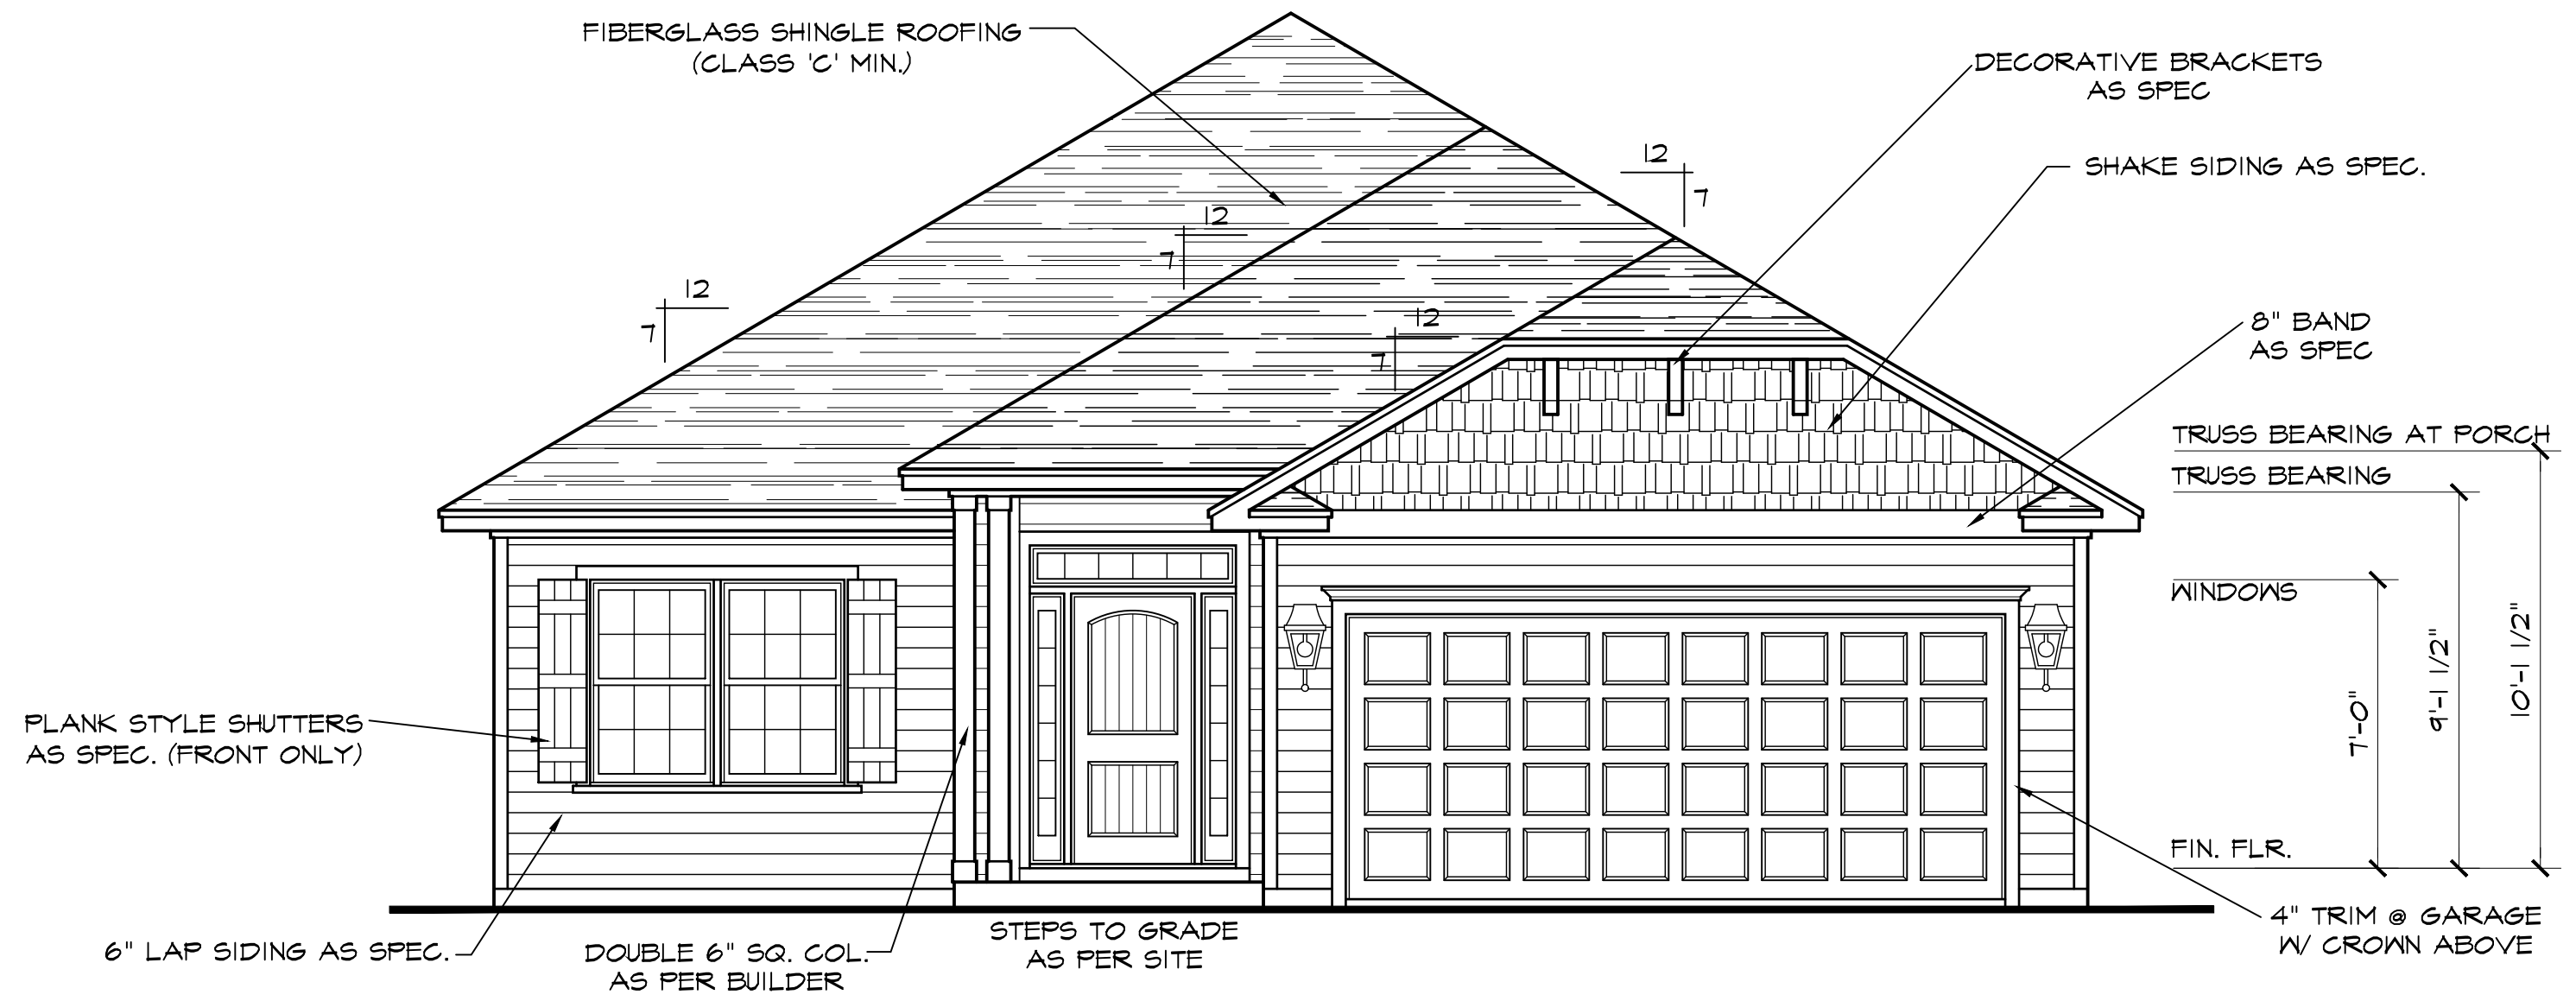 FIBERGLASS SHINGLE ROOFING
(CLASS 'C' MIN.)
DECORATIVE BRACKETS
AS SPEC
SHAKE SIDING AS SPEC.
12
7
12
7
12
7
12
7
8" BAND
AS SPEC
TRUSS BEARING AT PORCH
TRUSS BEARING
WINDOWS
7'-0"
9'-1 1/2"
10'-1 1/2"
PLANK STYLE SHUTTERS
AS SPEC. (FRONT ONLY)
FIN. FLR.
6" LAP SIDING AS SPEC.
DOUBLE 6" SQ. COL.
AS PER BUILDER
STEPS TO GRADE
AS PER SITE
4" TRIM @ GARAGE
W/ CROWN ABOVE